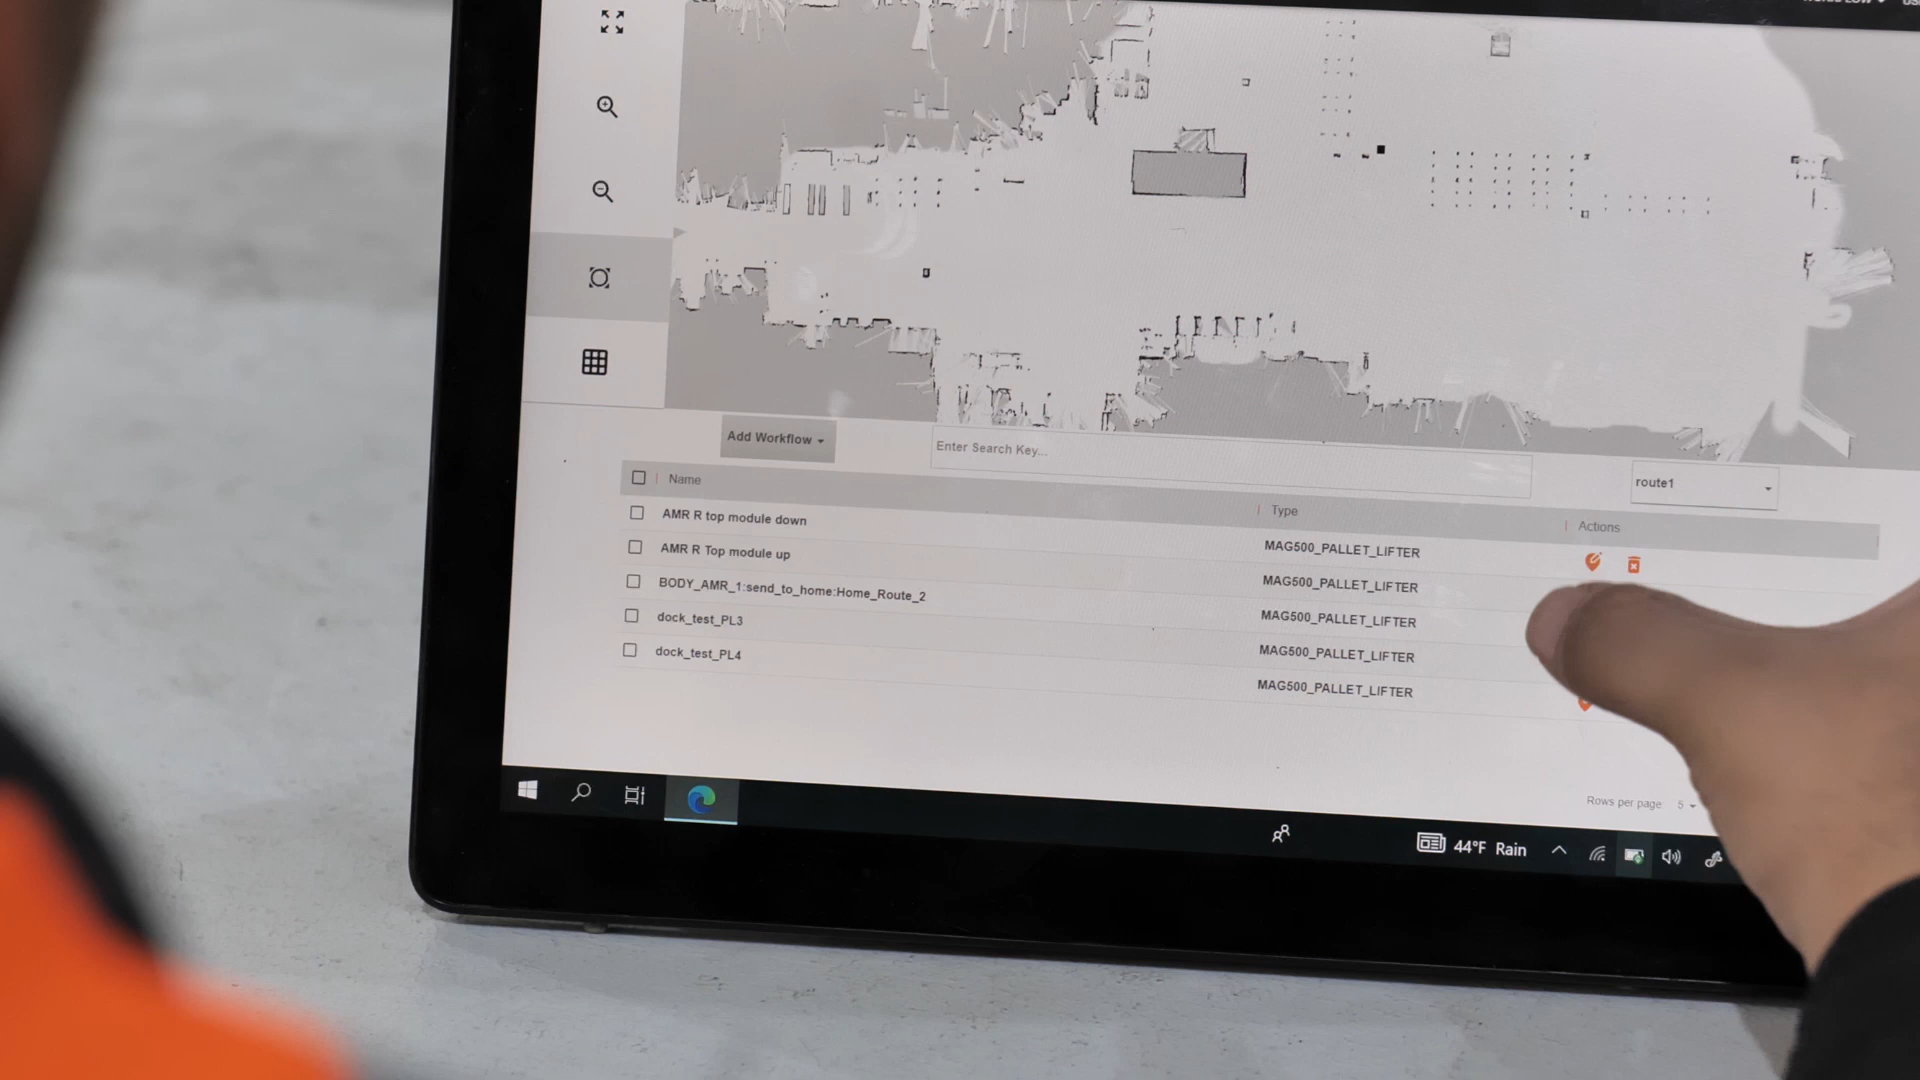 Add Workflow
Enter Search Key...
route1
Name
Type
Actions
AMR R top module down
MAG500_PALLET_LIFTER
AMR R Top module up
MAG500_PALLET_LIFTER
BODY_AMR_1:send_to_home:Home_Route_2
MAG500_PALLET_LIFTER
dock_test_PL3
MAG500_PALLET_LIFTER
dock_test_PL4
MAG500_PALLET_LIFTER
Rows per page 5
44°F Rain